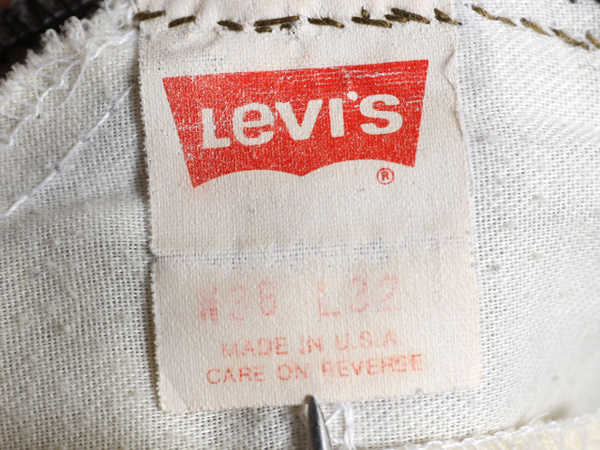 Levi's
®
W36 L32
MADE IN U.S.A.
CARE ON REVERSE